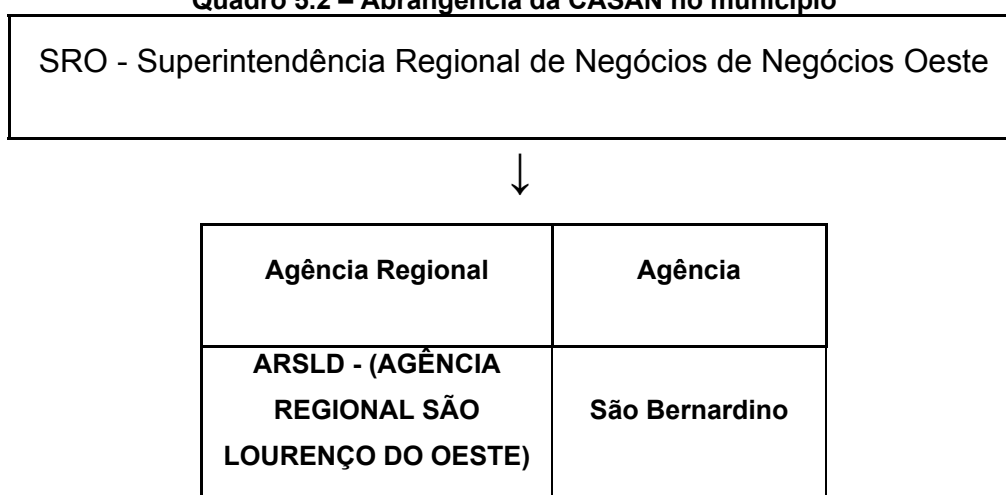 Quadro 5.2 – Abrangência da CASAN no município
SRO - Superintendência Regional de Negócios de Negócios Oeste
↓
Agência Regional
Agência
ARSLD - (AGÊNCIA
REGIONAL SÃO
LOURENÇO DO OESTE)
São Bernardino